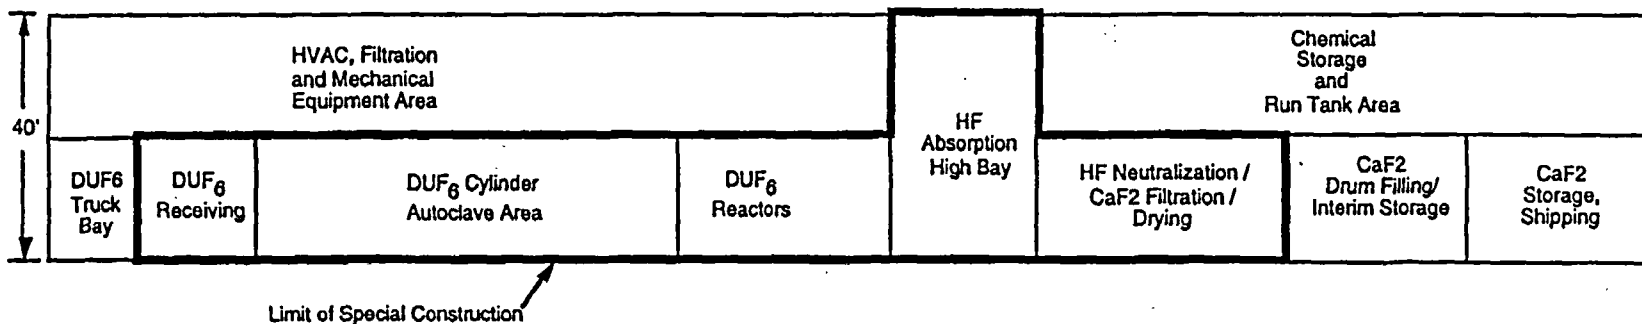 HVAC, Filtration
and Mechanical
Equipment Area
Chemical
Storage
and
Run Tank Area
40'
HF
Absorption
High Bay
DUF6
Truck
Bay
DUF6
Receiving
DUF6 Cylinder
Autoclave Area
DUF6
Reactors
HF Neutralization /
CaF2 Filtration /
Drying
CaF2
Drum Filling/
Interim Storage
CaF2
Storage,
Shipping
Limit of Special Construction